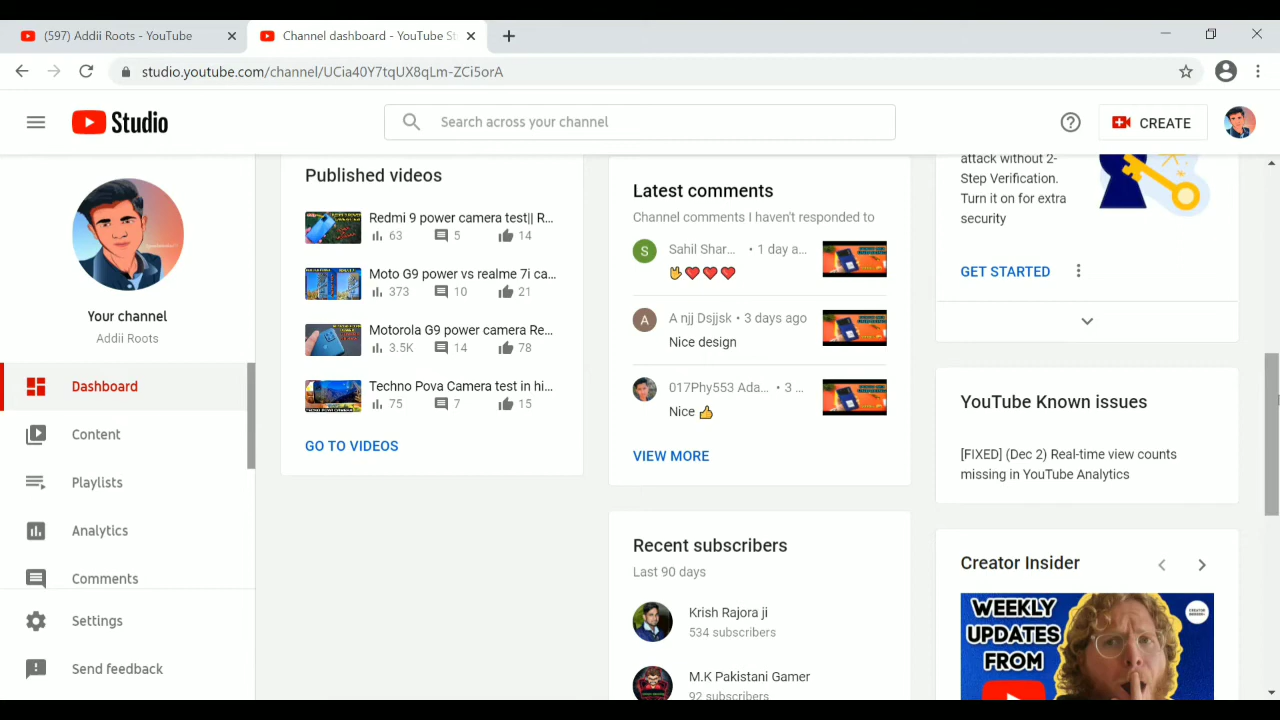 (597) Addii Roots - YouTube
Channel dashboard - YouTube St
studio.youtube.com/channel/UCia40Y7tqUX8qLm-ZCi5orA
Studio
Search across your channel
CREATE
Your channel
Addii Roots
Dashboard
Content
Playlists
Analytics
Comments
Settings
Send feedback
Published videos
Redmi 9 power camera test|| R...
63 5 14
Moto G9 power vs realme 7i ca...
373 10 21
Motorola G9 power camera Re...
3.5K 14 78
Techno Pova Camera test in hi...
75 7 15
GO TO VIDEOS
Latest comments
Channel comments I haven't responed to
S
Sahil Shar... • 1 day a...
✌❤❤❤
A
A njj Dsjjsk • 3 days ago
Nice design
017Phy553 Ada... • 3 ...
Nice 👍
VIEW MORE
Recent subscribers
Last 90 days
Krish Rajora ji
534 subscribers
M.K Pakistani Gamer
92 subscribers
attack without 2-
Step Verification.
Turn it on for extra
security
GET STARTED
YouTube Known issues
[FIXED] (Dec 2) Real-time view counts
missing in YouTube Analytics
Creator Insider
WEEKLY
UPDATES
FROM